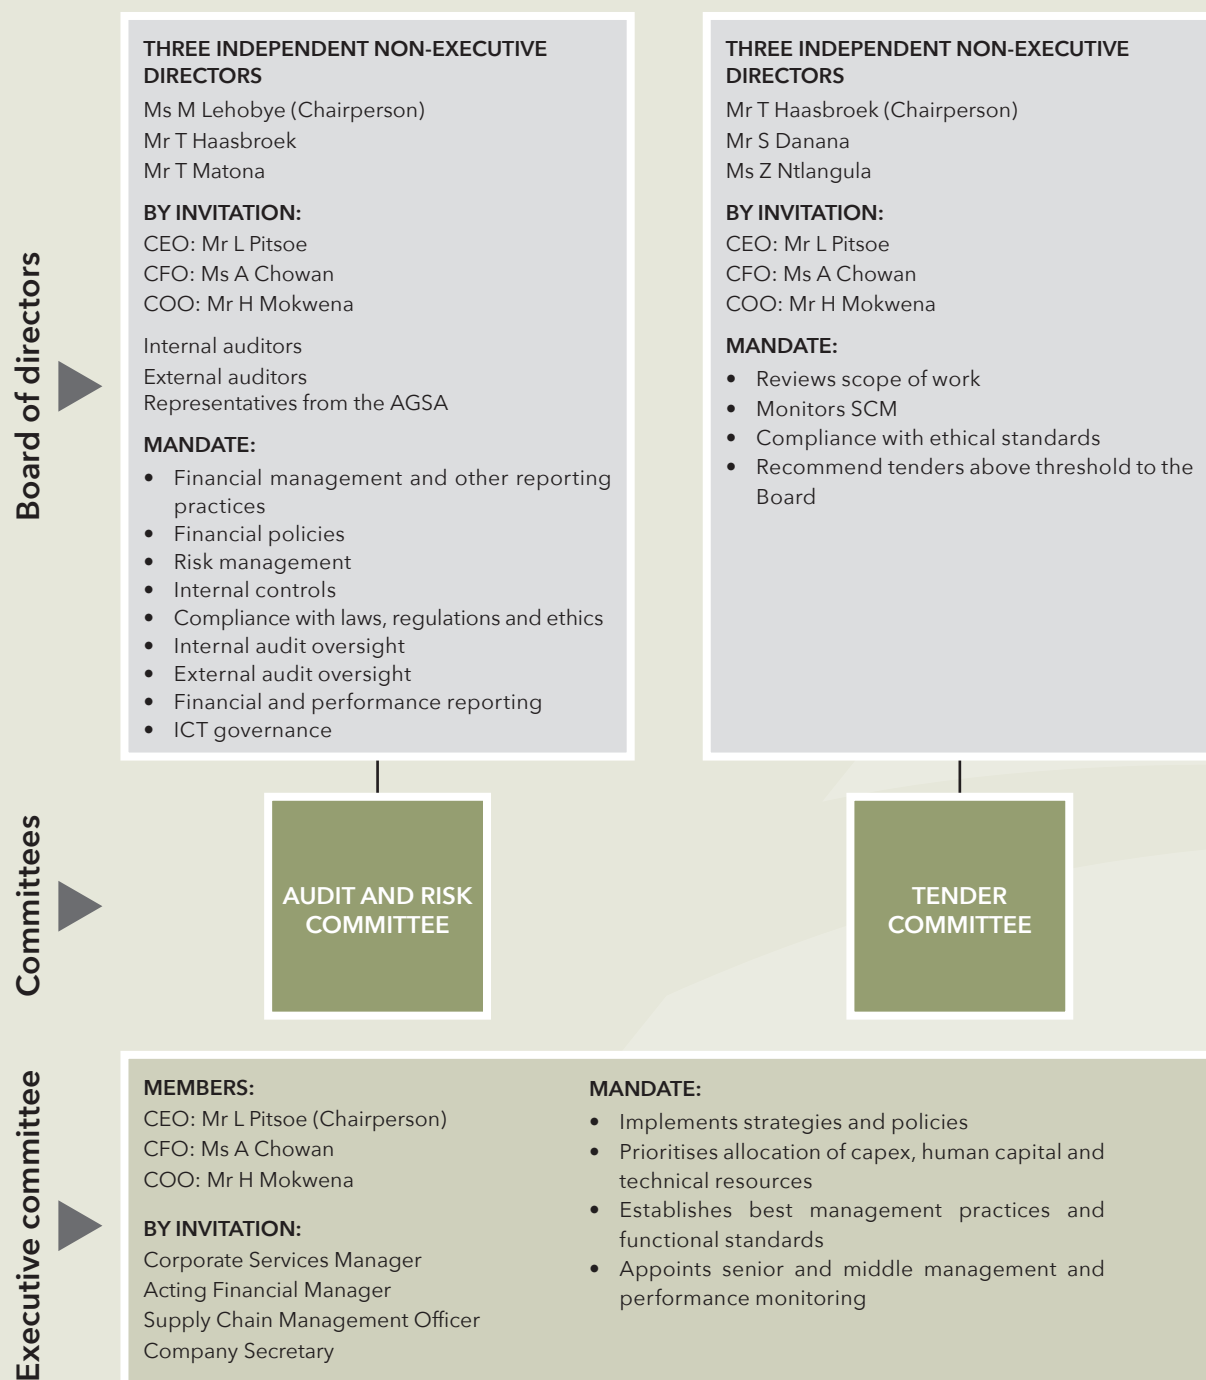 Board of directors
THREE INDEPENDENT NON-EXECUTIVE
DIRECTORS
Ms M Lehobye (Chairperson)
Mr T Haasbroek
Mr T Matona
BY INVITATION:
CEO: Mr L Pitsoe
CFO: Ms A Chowan
COO: Mr H Mokwena
Internal auditors
External auditors
Representatives from the AGSA
MANDATE:
• Financial management and other reporting
practices
• Financial policies
• Risk management
• Internal controls
• Compliance with laws, regulations and ethics
• Internal audit oversight
• External audit oversight
• Financial and performance reporting
• ICT governance
THREE INDEPENDENT NON-EXECUTIVE
DIRECTORS
Mr T Haasbroek (Chairperson)
Mr S Danana
Ms Z Ntlangula
BY INVITATION:
CEO: Mr L Pitsoe
CFO: Ms A Chowan
COO: Mr H Mokwena
MANDATE:
• Reviews scope of work
• Monitors SCM
• Compliance with ethical standards
• Recommend tenders above threshold to the
Board
Committees
AUDIT AND RISK
COMMITTEE
TENDER
COMMITTEE
Executive committee
MEMBERS:
CEO: Mr L Pitsoe (Chairperson)
CFO: Ms A Chowan
COO: Mr H Mokwena
BY INVITATION:
Corporate Services Manager
Acting Financial Manager
Supply Chain Management Officer
Company Secretary
MANDATE:
• Implements strategies and policies
• Prioritises allocation of capex, human capital and
technical resources
• Establishes best management practices and
functional standards
• Appoints senior and middle management and
performance monitoring